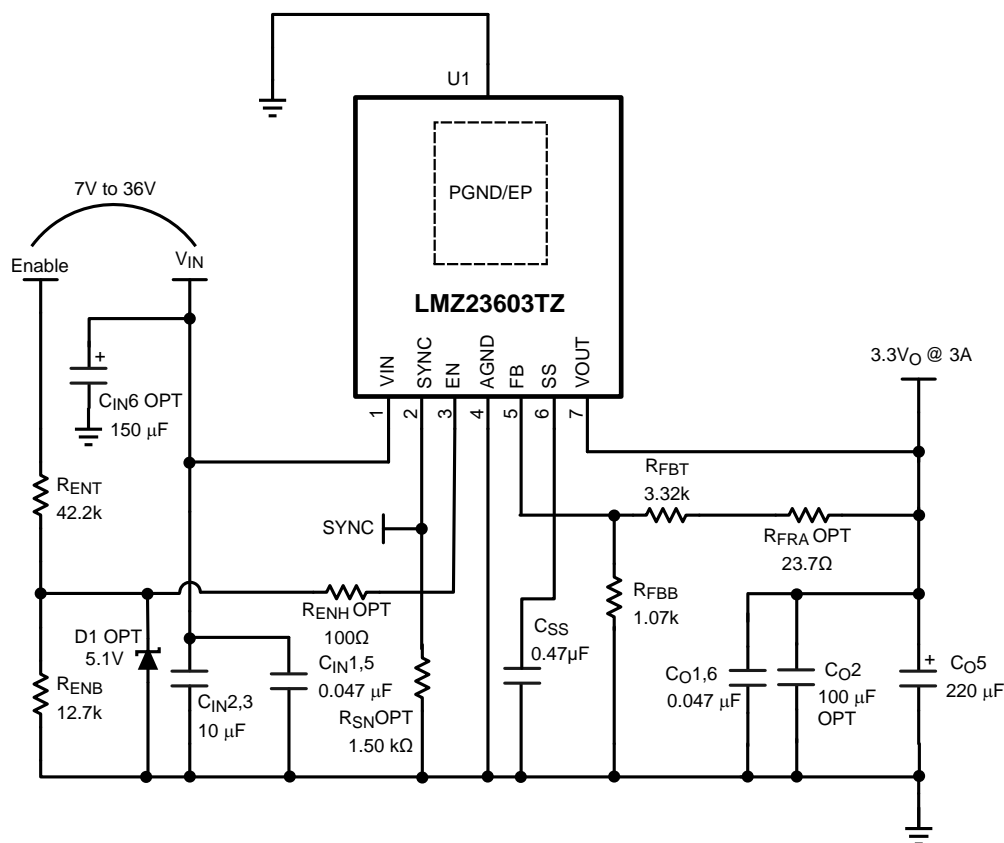 U1
PGND/EP
LMZ23603TZ
VIN
SYNC
EN
AGND
FB
SS
VOUT
1
2
3
4
5
6
7
7V to 36V
Enable
VIN
+
CIN6 OPT
150 µF
RENT
42.2k
SYNC
RENH OPT
100Ω
D1 OPT
5.1V
RENB
12.7k
CIN2,3
10 µF
CIN1,5
0.047 µF
RSNOPT
1.50 kΩ
CSS
0.47µF
3.3VO @ 3A
RFBT
3.32k
RFRA OPT
23.7Ω
RFBB
1.07k
CO1,6
0.047 µF
CO2
100 µF
OPT
+
CO5
220 µF